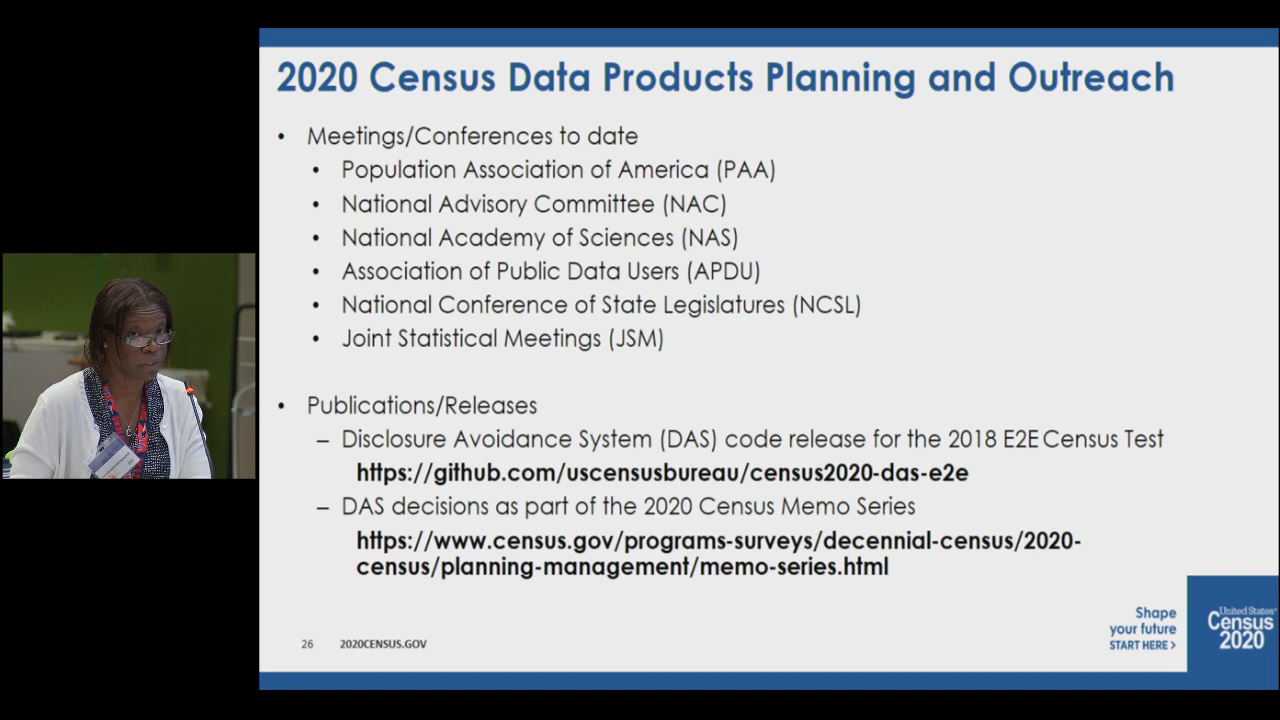 2020 Census Data Products Planning and Outreach
• Meetings/Conferences to date
• Population Association of America (PAA)
• National Advisory Committee (NAC)
• National Academy of Sciences (NAS)
• Association of Public Data Users (APDU)
• National Conference of State Legislatures (NCSL)
• Joint Statistical Meetings (JSM)
• Publications/Releases
– Disclosure Avoidance System (DAS) code release for the 2018 E2E Census Test
https://github.com/uscensusbureau/census2020-das-e2e
– DAS decisions as part of the 2020 Census Memo Series
https://www.census.gov/programs-surveys/decennial-census/2020-
census/planning-management/memo-series.html
26 2020CENSUS.GOV
Shape
your future
START HERE >
United States
Census
2020